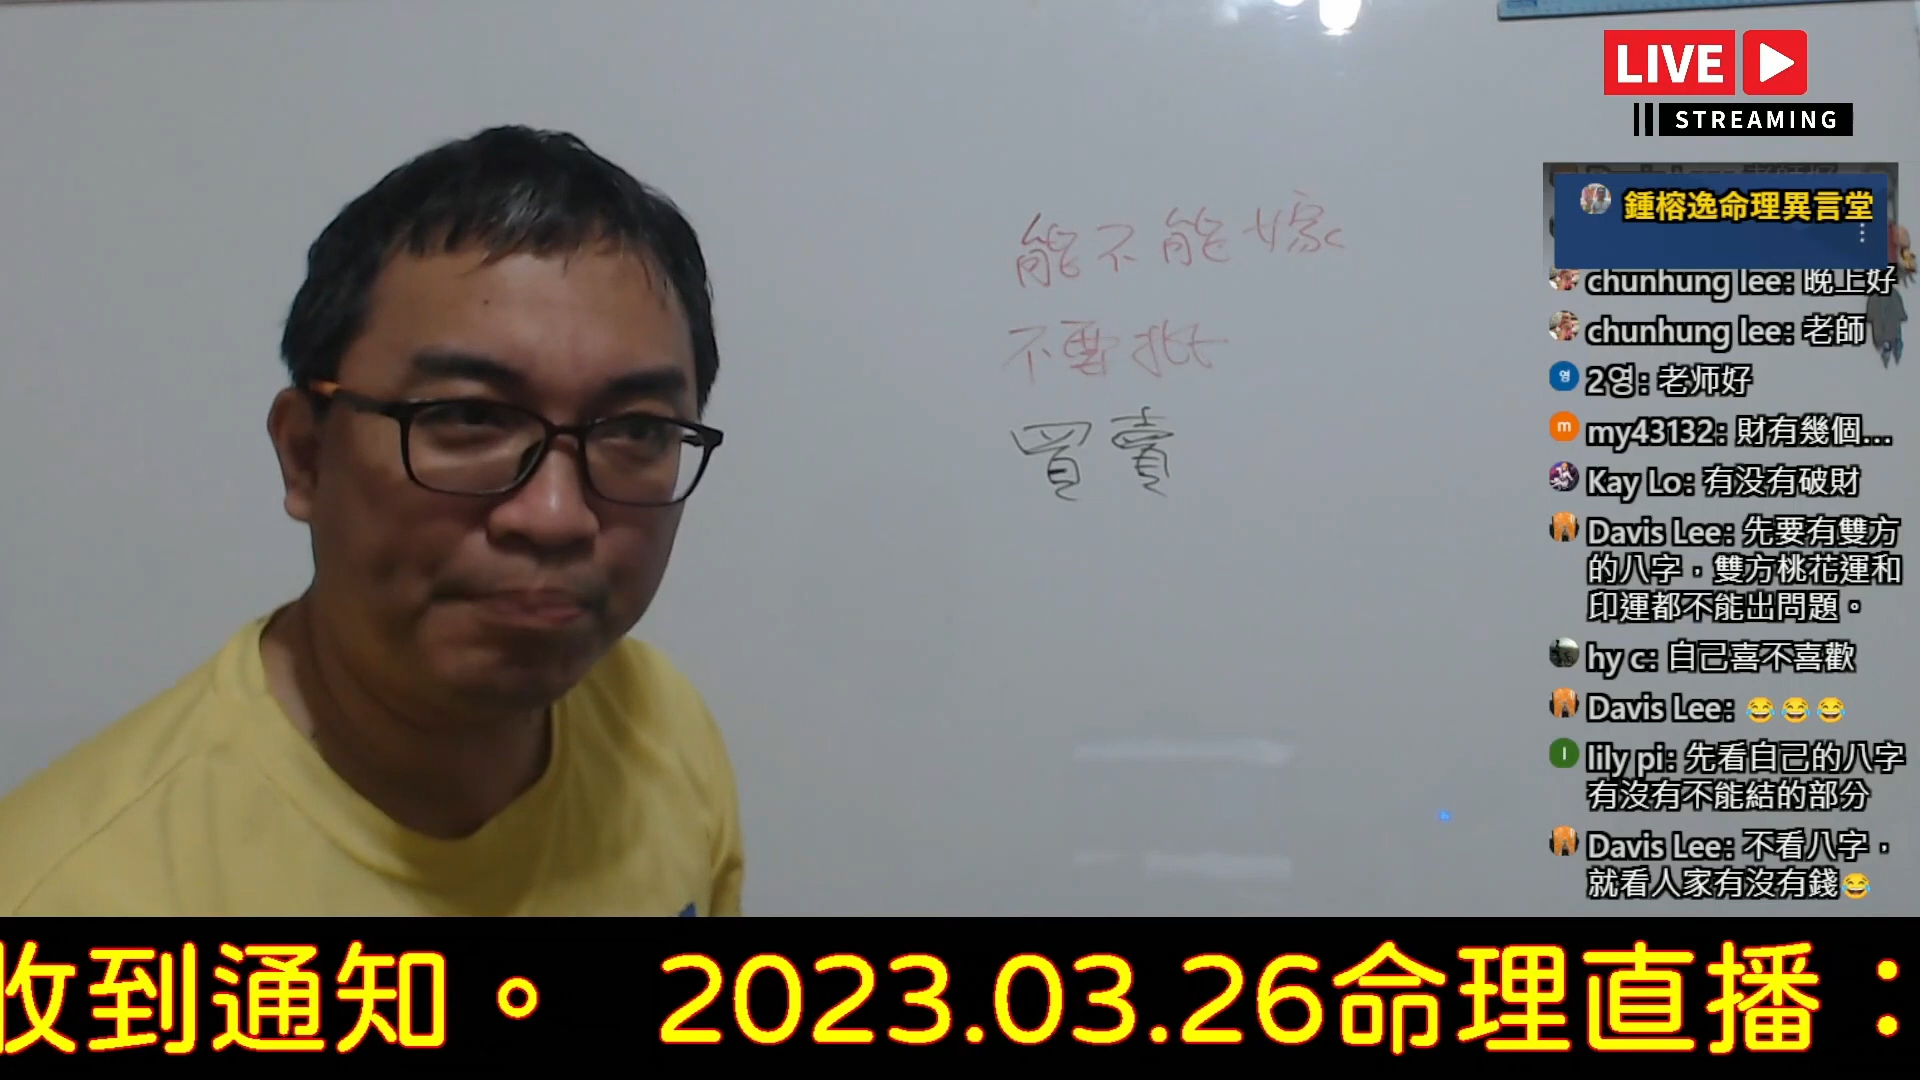 LIVE
STREAMING
鍾榕逸命理異言堂
能不能嫁
不要批
買賣
chunhung lee: 晚上好
chunhung lee: 老師
영 2영: 老师好
m my43132: 財有幾個...
Kay Lo: 有没有破財
Davis Lee: 先要有雙方
的八字，雙方桃花運和
印運都不能出問題。
hy c: 自己喜不喜歡
Davis Lee: 😂😂😂
l lily pi: 先看自己的八字
有沒有不能結的部分
Davis Lee: 不看八字，
就看人家有沒有錢😂
收到通知。 2023.03.26命理直播：